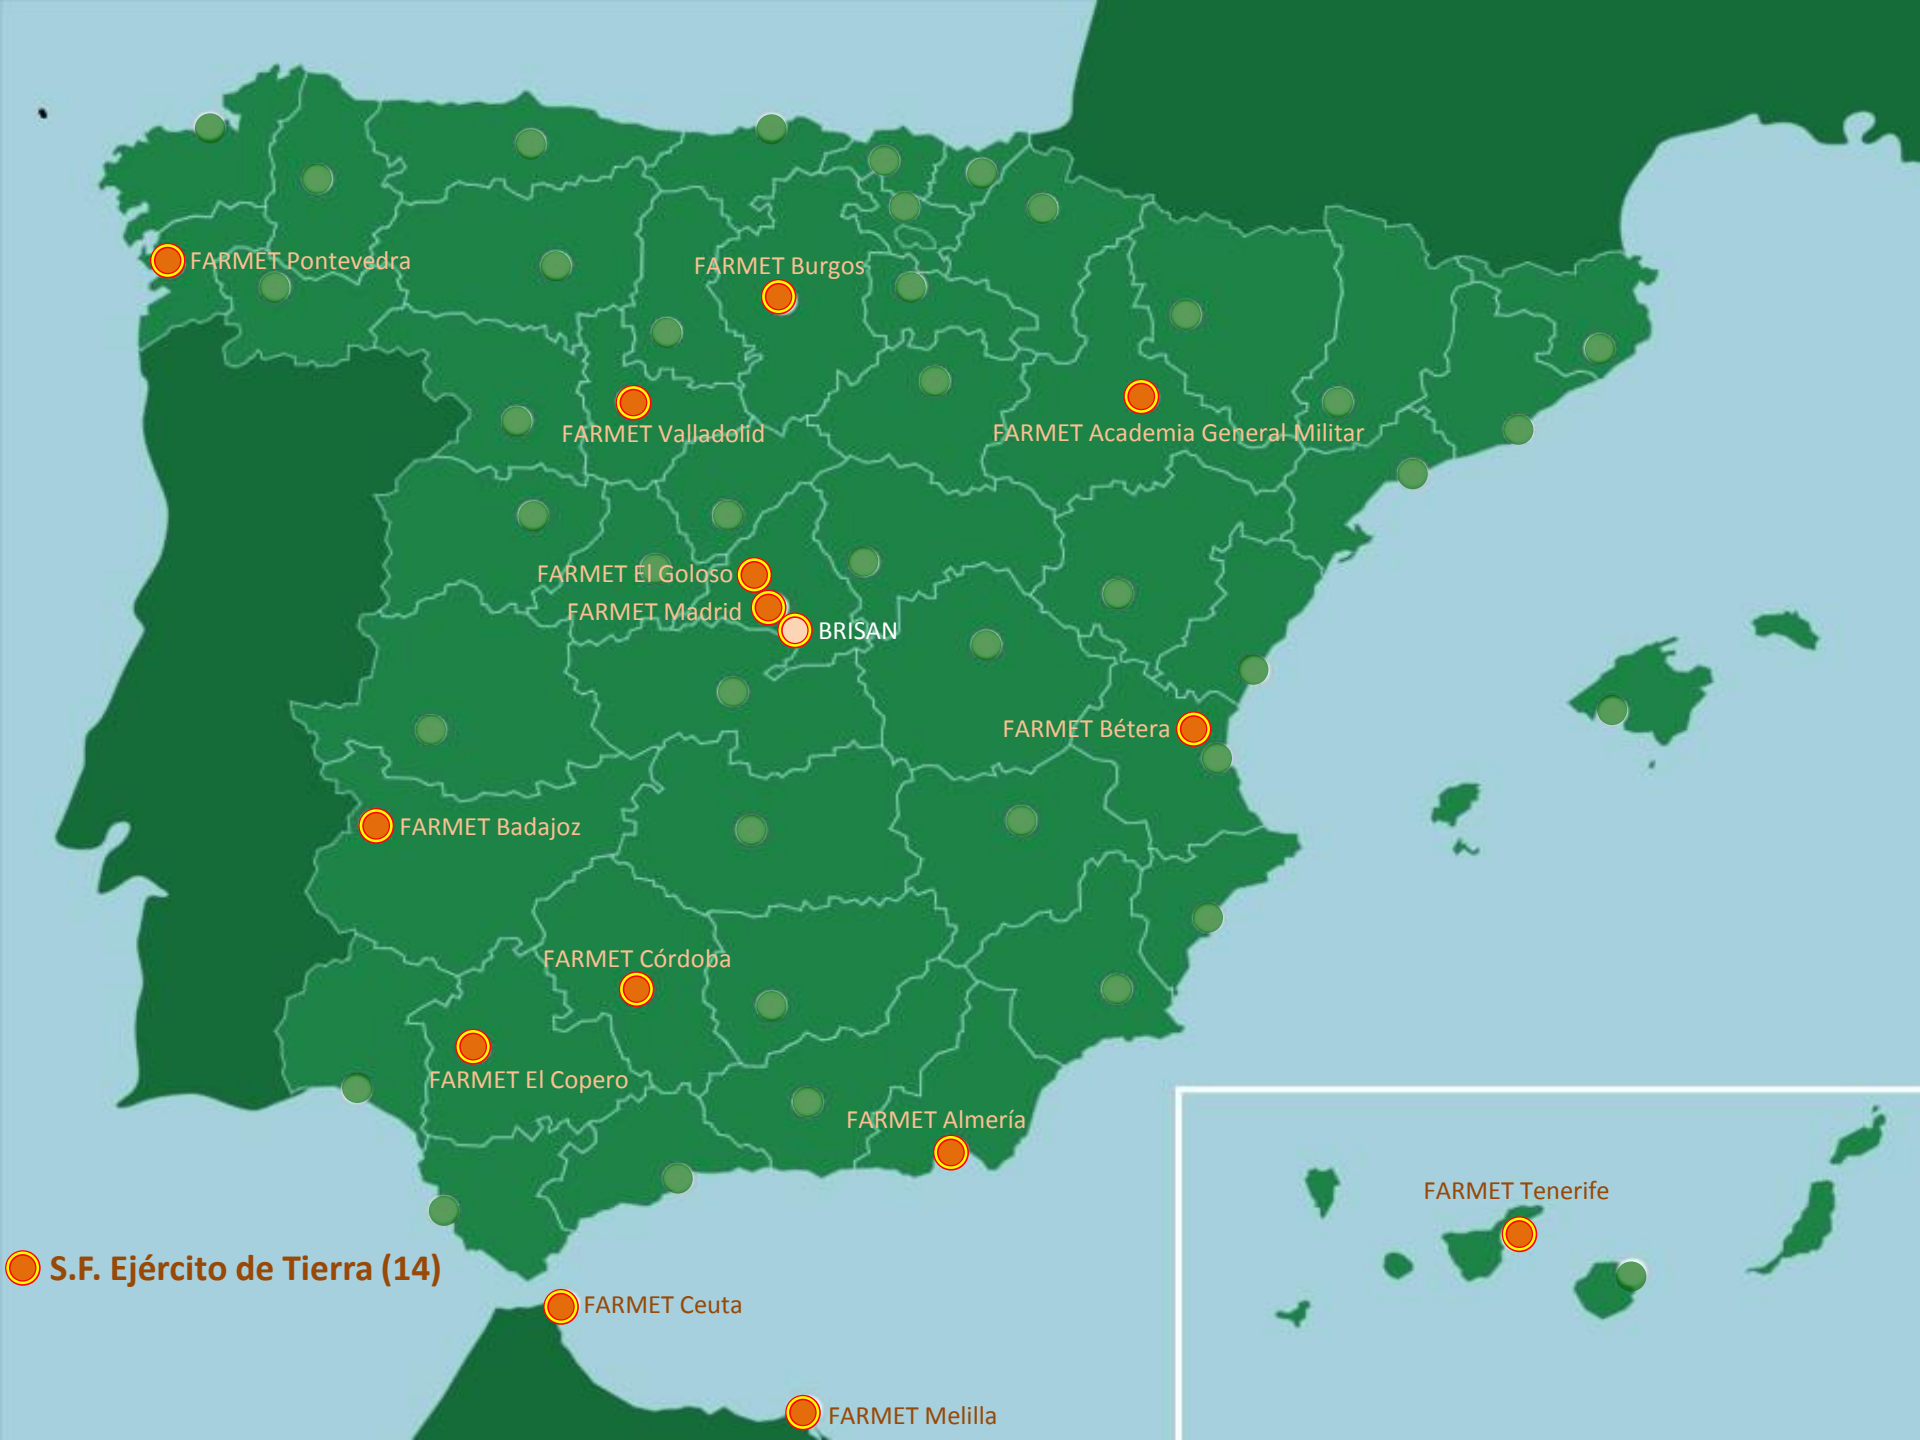 FARMET Pontevedra
FARMET Burgos
FARMET Valladolid
FARMET Academia General Militar
FARMET El Goloso
FARMET Madrid
BRISAN
FARMET Bétera
FARMET Badajoz
FARMET Córdoba
FARMET El Copero
FARMET Almería
FARMET Tenerife
S.F. Ejército de Tierra (14)
FARMET Ceuta
FARMET Melilla